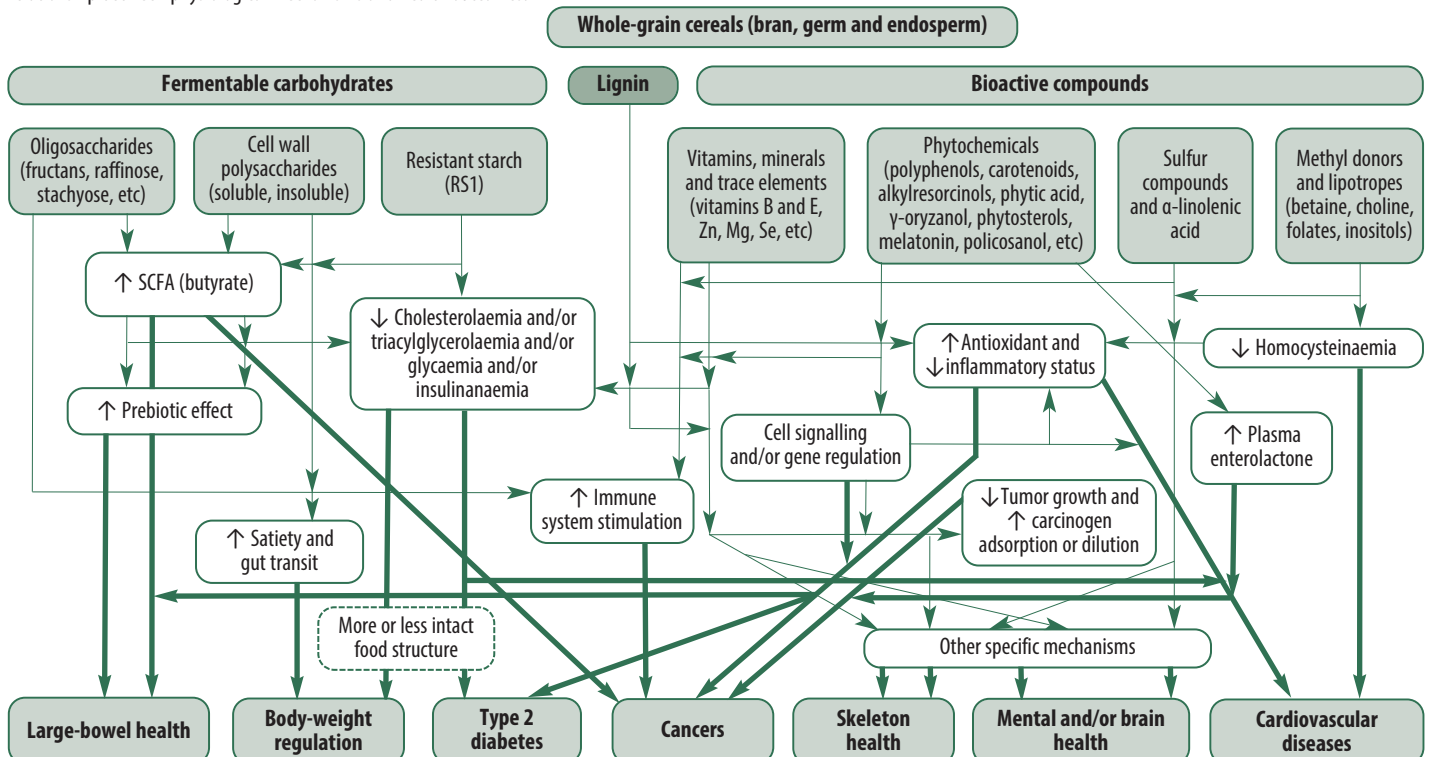 Whole-grain cereals (bran, germ and endosperm)
Fermentable carbohydrates
Lignin
Bioactive compounds
Oligosaccharides
(fructans, raffinose,
stachyose, etc)
Cell wall
polysaccharides
(soluble, insoluble)
Resistant starch
(RS1)
Vitamins, minerals
and trace elements
(vitamins B and E,
Zn, Mg, Se, etc)
Phytochemicals
(polyphenols, carotenoids,
alkylresorcinols, phytic acid,
γ-oryzanol, phytosterols,
melatonin, policosanol, etc)
Sulfur
compounds
and α-linolenic
acid
Methyl donors
and lipotropes
(betaine, choline,
folates, inositols)
↑ SCFA (butyrate)
↓ Cholesterolaemia and/or
triacylglycerolaemia and/or
glycaemia and/or
insulinanaemia
↑ Antioxidant and
↓ inflammatory status
↓ Homocysteinaemia
↑ Prebiotic effect
Cell signalling
and/or gene regulation
↑ Plasma
enterolactone
↑ Immune
system stimulation
↓ Tumor growth and
↑ carcinogen
adsorption or dilution
↑ Satiety and
gut transit
More or less intact
food structure
Other specific mechanisms
Large-bowel health
Body-weight
regulation
Type 2
diabetes
Cancers
Skeleton
health
Mental and/or brain
health
Cardiovascular
diseases